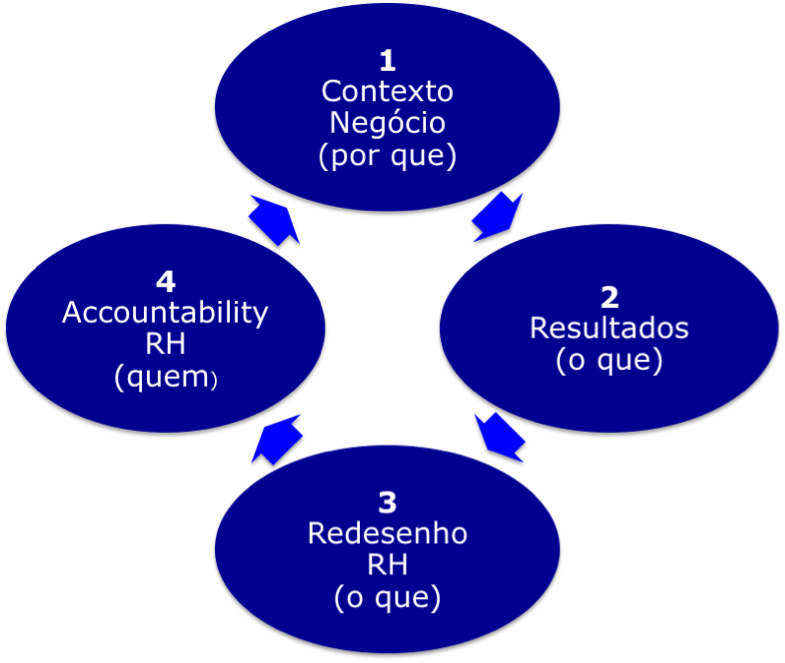 1
Contexto
Negócio
(por que)
2
Resultados
(o que)
3
Redesenho
RH
(o que)
4
Accountability
RH
(quem)